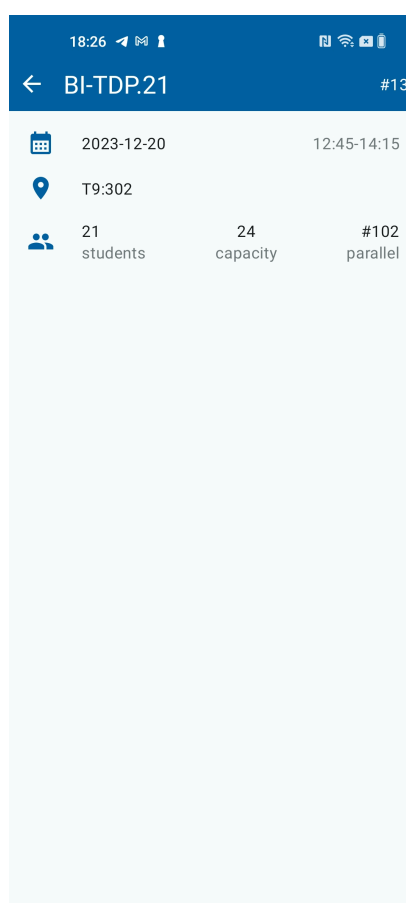 18:26
BI-TDP.21 #13
2023-12-20 12:45-14:15
T9:302
21 24 #102
students capacity parallel